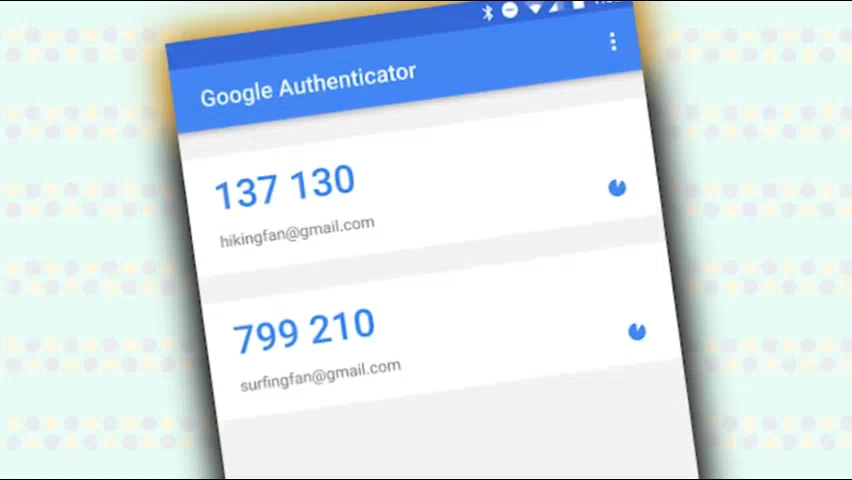 Google Authenticator
137 130
hikingfan@gmail.com
799 210
surfingfan@gmail.com